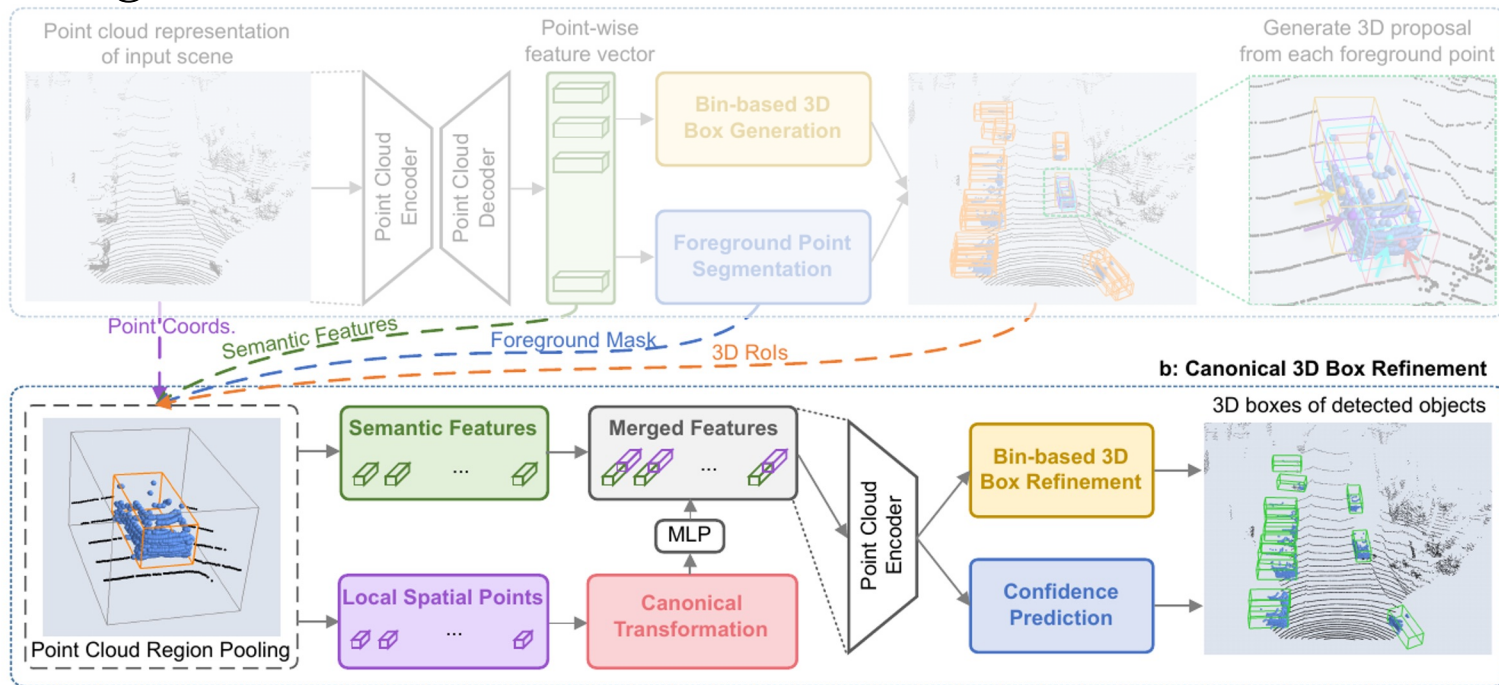 Point cloud representation
of input scene
Point-wise
feature vector
Generate 3D proposal
from each foreground point
Point Cloud
Encoder
Point Cloud
Decoder
Bin-based 3D
Box Generation
Foreground Point
Segmentation
Point Coords.
Semantic Features
Foreground Mask
3D RoIs
b: Canonical 3D Box Refinement
3D boxes of detected objects
Semantic Features
...
Merged Features
...
MLP
Point Cloud
Encoder
Bin-based 3D
Box Refinement
Local Spatial Points
...
Canonical
Transformation
Confidence
Prediction
Point Cloud Region Pooling